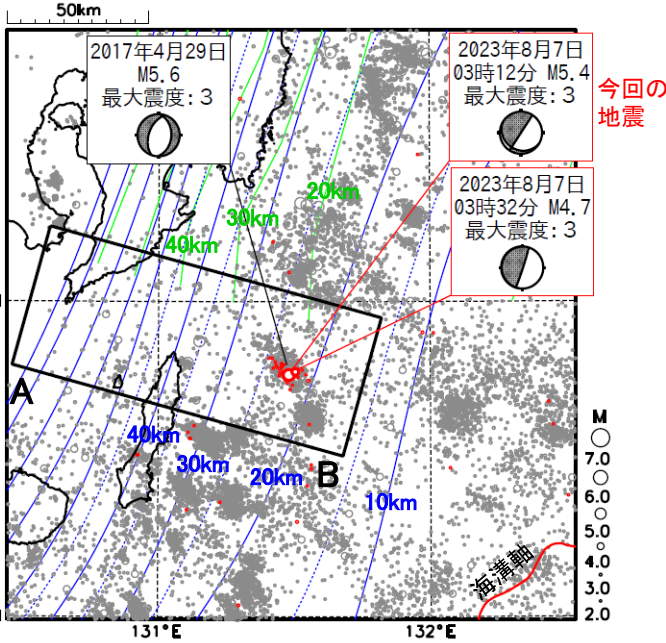 50km
2017年4月29日
M5.6
最大震度:3
2023年8月7日
03時12分 M5.4
最大震度:3
今回の
地震
2023年8月7日
03時32分 M4.7
最大震度:3
20km
30km
40km
A
B
40km
30km
20km
10km
海溝軸
M
7.0
6.0
5.0
4.0
3.0
2.0
131°E
132°E